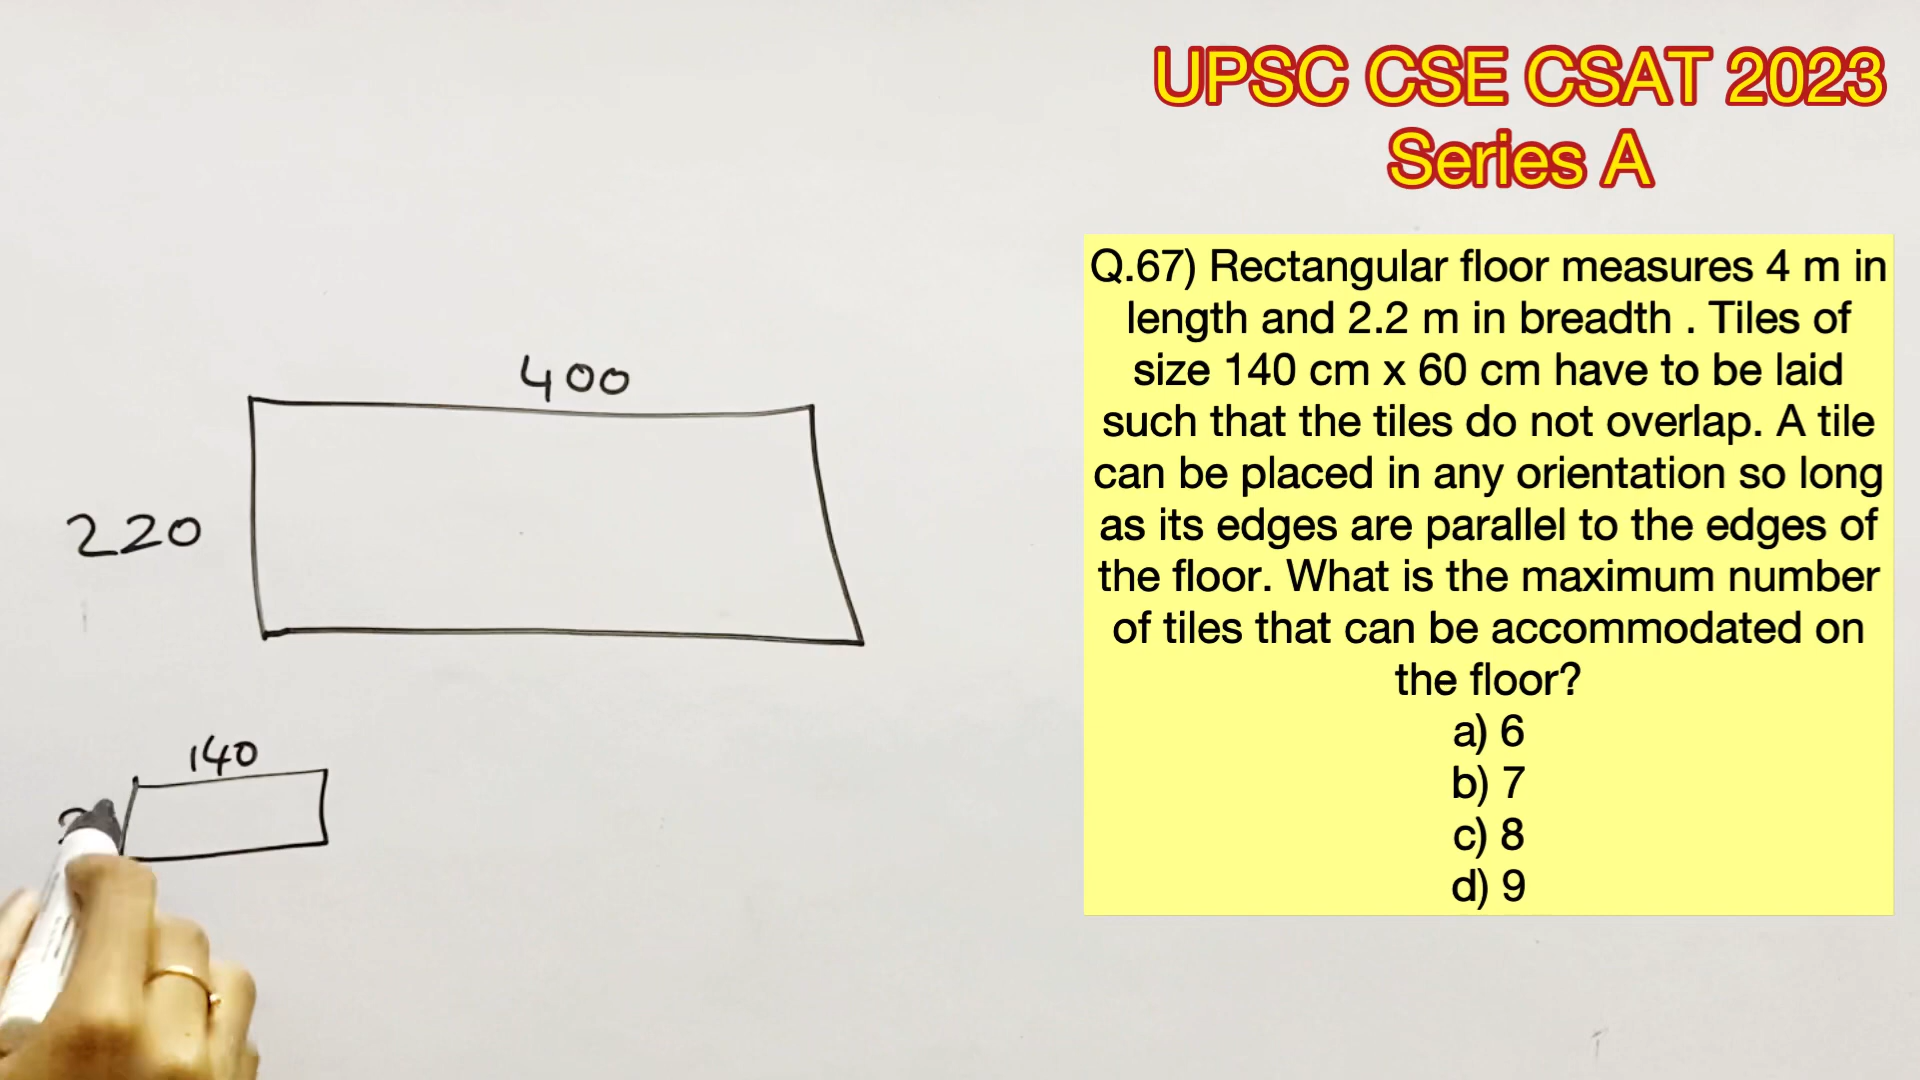 UPSC CSE CSAT 2023
Series A
Q.67) Rectangular floor measures 4 m in
length and 2.2 m in breadth . Tiles of
size 140 cm x 60 cm have to be laid
such that the tiles do not overlap. A tile
can be placed in any orientation so long
as its edges are parallel to the edges of
the floor. What is the maximum number
of tiles that can be accommodated on
the floor?
a) 6
b) 7
c) 8
d) 9
400
220
140